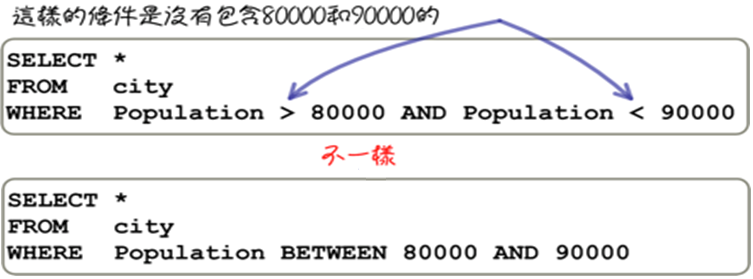 這樣的條件是沒有包含80000和90000的
SELECT *
FROM city
WHERE Population > 80000 AND Population < 90000
不一樣
SELECT *
FROM city
WHERE Population BETWEEN 80000 AND 90000